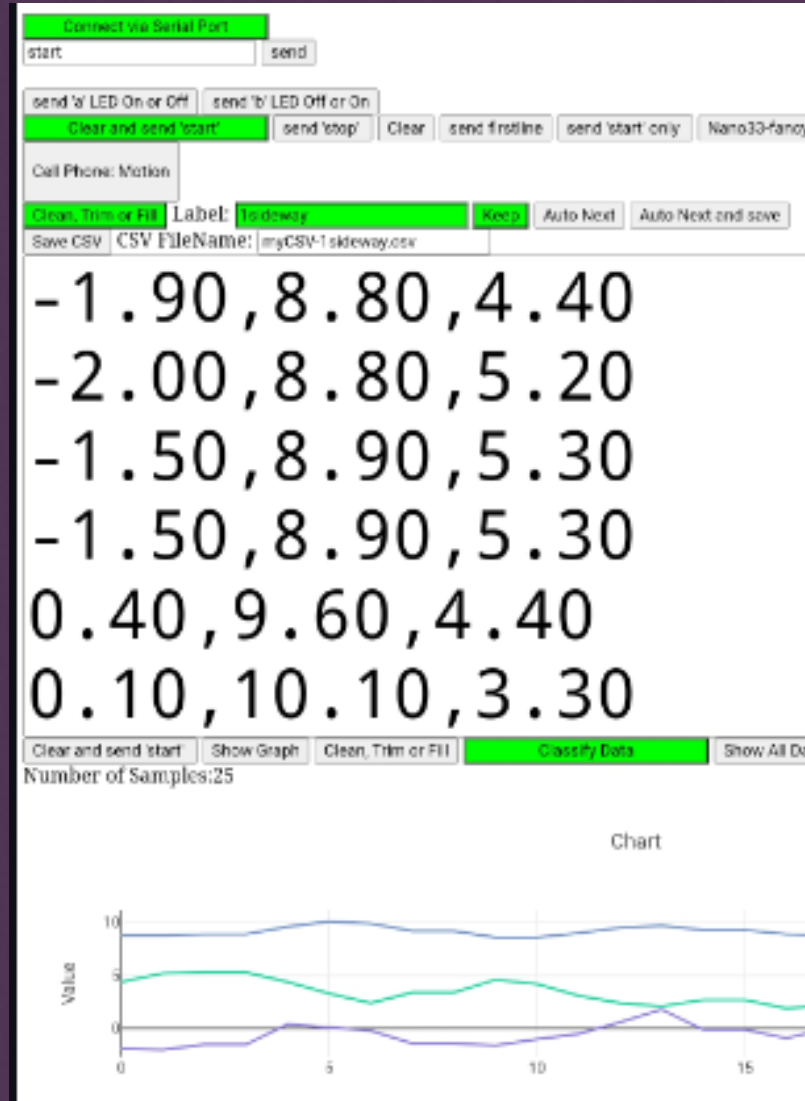 Connect via Serial Port
start send
send 'a' LED On or Off send 'b' LED Off or On
Clear and send 'start' send 'stop' Clear send firstline send 'start' only Nano33-fancy
Cell Phone: Motion
Clean, Trim or Fill Label: 1sideway Keep Auto Next Auto Next and save
Save CSV CSV FileName: myCSV-1sideway.csv
-1.90,8.80,4.40
-2.00,8.80,5.20
-1.50,8.90,5.30
-1.50,8.90,5.30
0.40,9.60,4.40
0.10,10.10,3.30
Clear and send 'start' Show Graph Clean, Trim or Fill Classify Data Show All Da
Number of Samples:25
Chart
10
Value
5
0
0 5 10 15